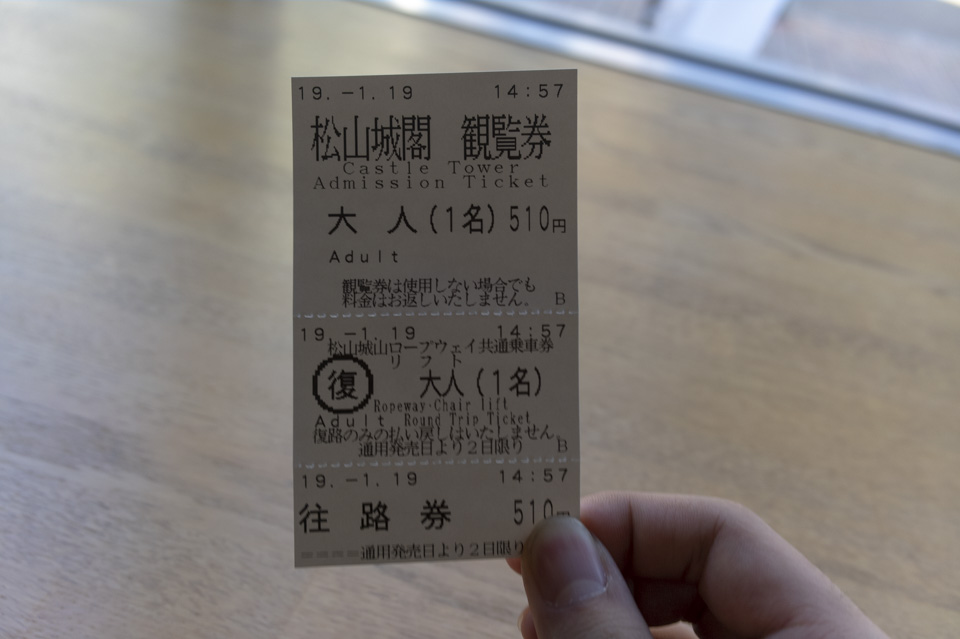 19.-1.19 14:57
松山城閣 観覧券
Castle Tower
Admission Ticket
大 人(1名)510円
Adult
観覧券は使用しない場合でも
料金はお返しいたしません。 B
19.-1.19 14:57
松山城山ロープウェイ共通乗車券
リフト
復 大人(1名)
Ropeway·Chair lift
Adult Round Trip Ticket
復路のみの払い戻しはいたしません。
通用発売日より2日限り B
19.-1.19 14:57
往 路 券 510円
通用発売日より2日限り